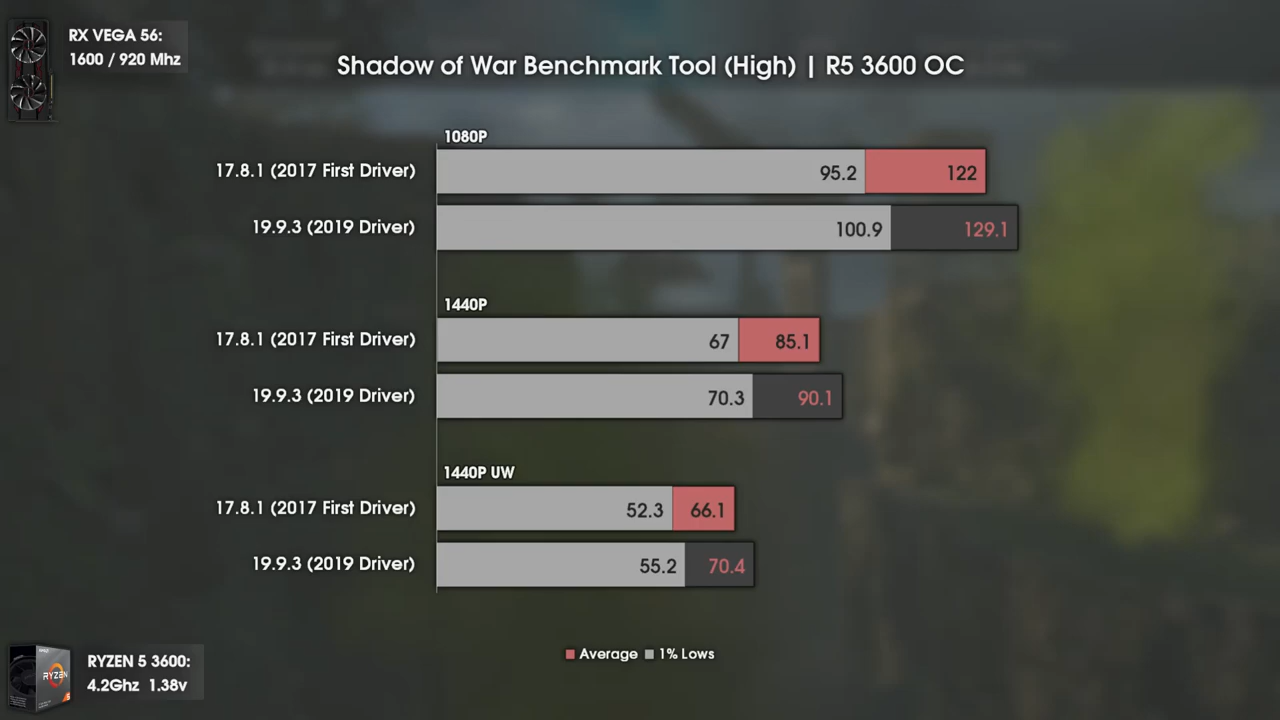 RX VEGA 56:
1600 / 920 Mhz
Shadow of War Benchmark Tool (High) | R5 3600 OC
1080P
17.8.1 (2017 First Driver) 95.2 122
19.9.3 (2019 Driver) 100.9 129.1
1440P
17.8.1 (2017 First Driver) 67 85.1
19.9.3 (2019 Driver) 70.3 90.1
1440P UW
17.8.1 (2017 First Driver) 52.3 66.1
19.9.3 (2019 Driver) 55.2 70.4
Average 1% Lows
RYZEN
RYZEN 5 3600:
4.2Ghz 1.38v